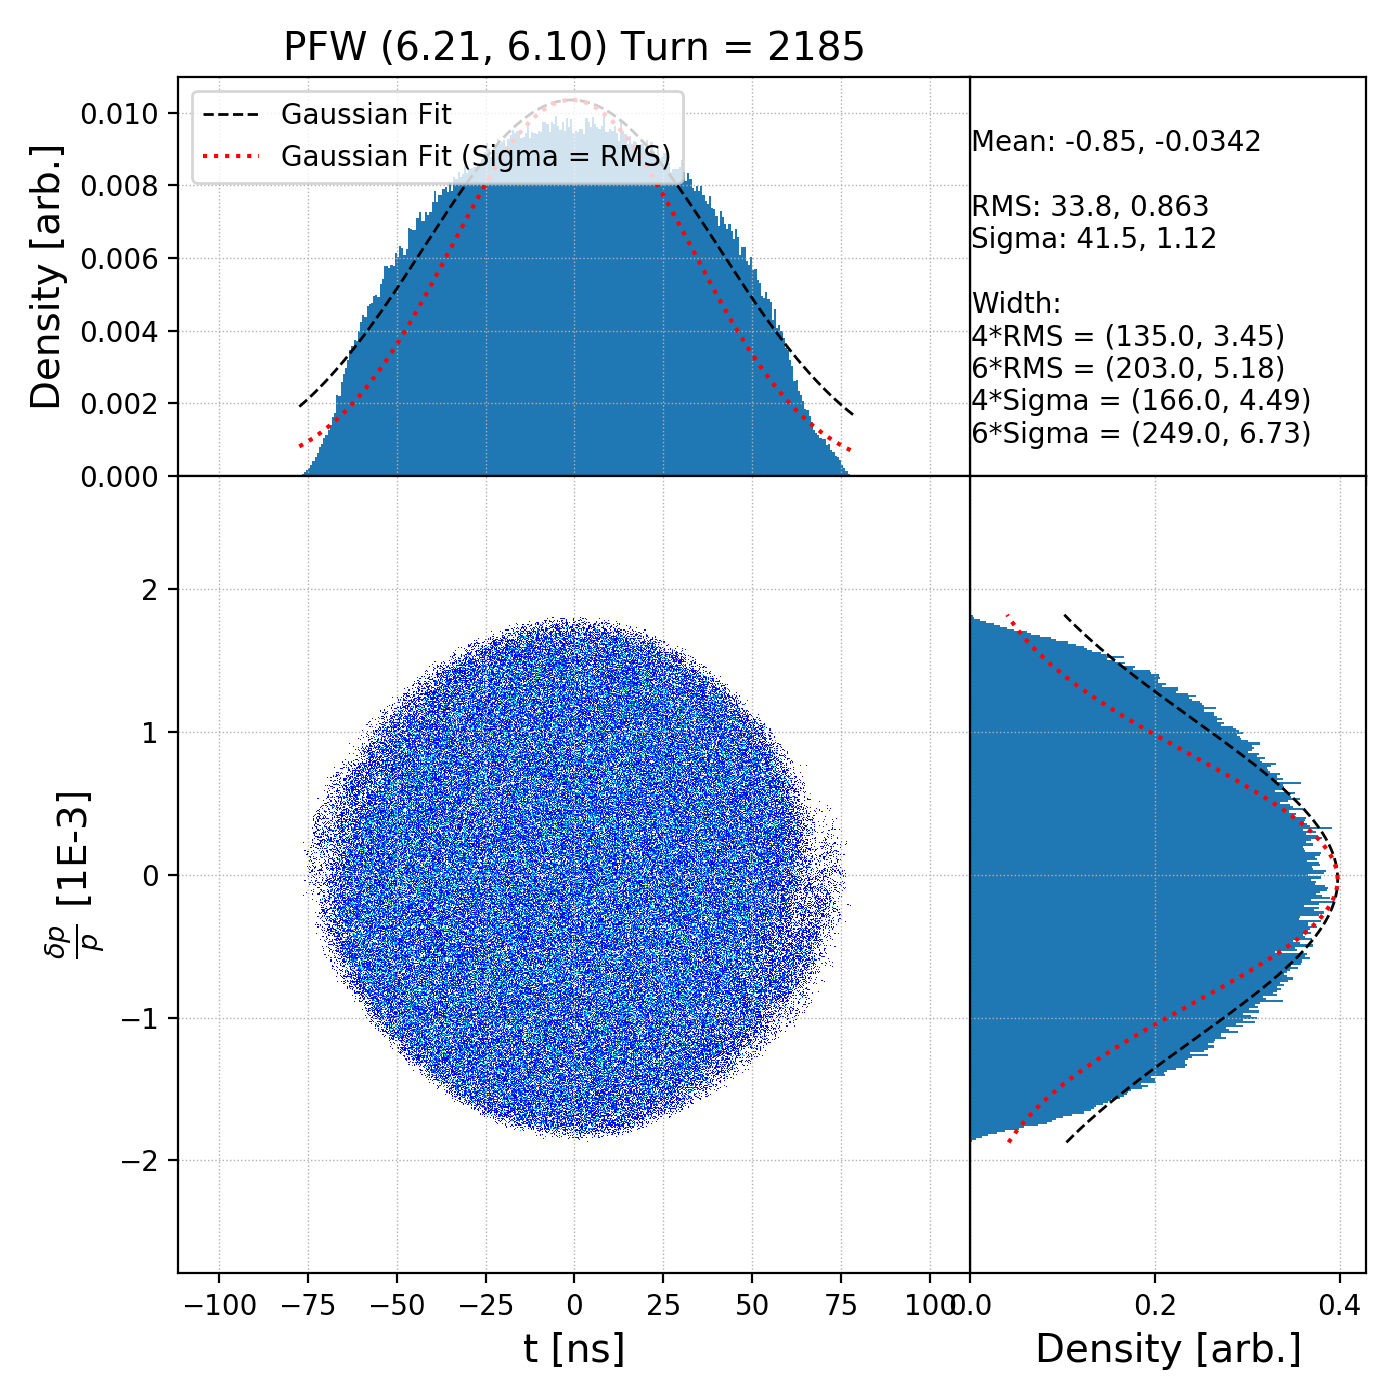 PFW (6.21, 6.10) Turn = 2185
Gaussian Fit
Gaussian Fit (Sigma = RMS)
Density [arb.]
0.010
0.008
0.006
0.004
0.002
0.000
Mean: -0.85, -0.0342
RMS: 33.8, 0.863
Sigma: 41.5, 1.12
Width:
4*RMS = (135.0, 3.45)
6*RMS = (203.0, 5.18)
4*Sigma = (166.0, 4.49)
6*Sigma = (249.0, 6.73)
δp/p [1E-3]
2
1
0
−1
−2
−100 −75 −50 −25 0 25 50 75 100
t [ns]
0.0 0.2 0.4
Density [arb.]